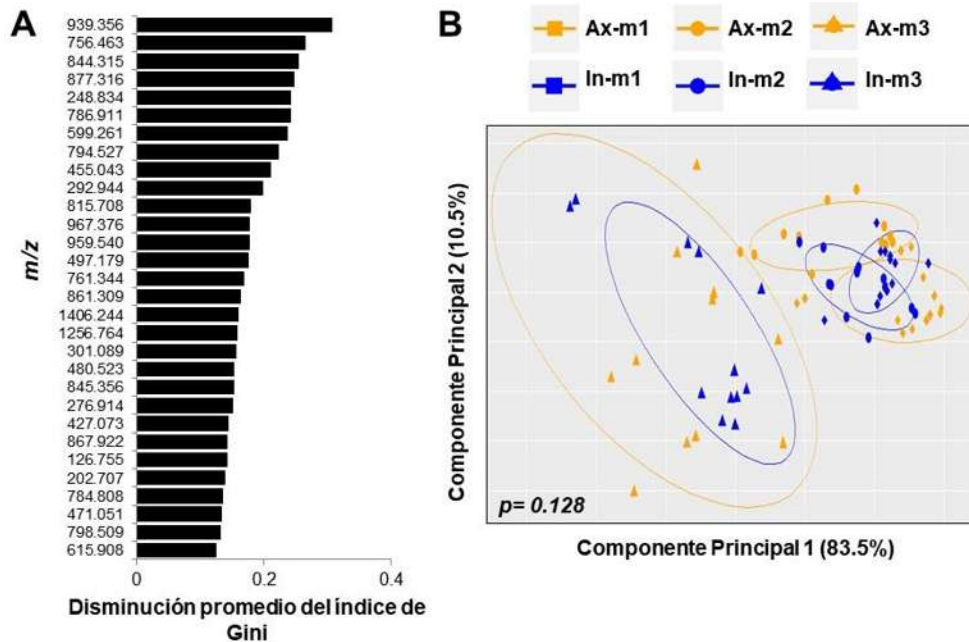 A
939.356
756.463
844.315
877.316
248.834
786.911
599.261
794.527
455.043
292.944
815.708
967.376
959.540
497.179
761.344
861.309
1406.244
1256.764
301.089
480.523
845.356
276.914
427.073
867.922
126.755
202.707
784.808
471.051
798.509
615.908
m/z
0
0.2
0.4
Disminución promedio del índice de
Gini
B
Ax-m1
Ax-m2
Ax-m3
In-m1
In-m2
In-m3
Componente Principal 2 (10.5%)
p= 0.128
Componente Principal 1 (83.5%)